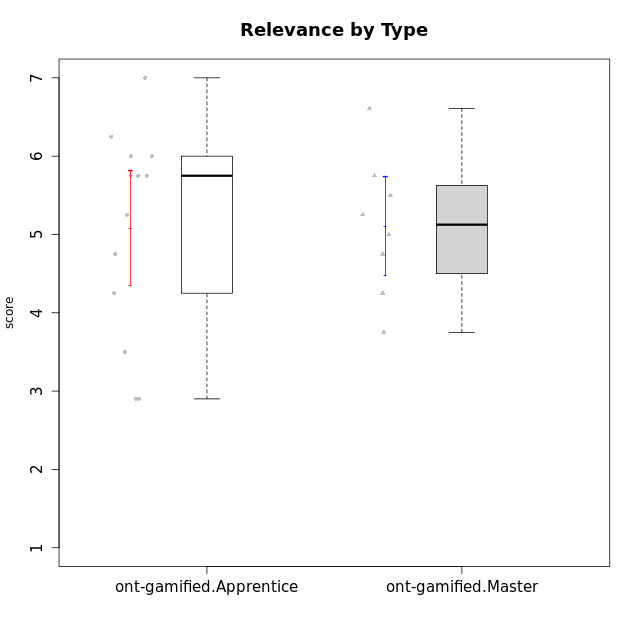 Relevance by Type
score
7
6
5
4
3
2
1
ont-gamified.Apprentice
ont-gamified.Master